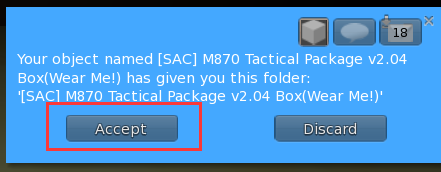 18
Your object named [SAC] M870 Tactical Package v2.04
Box(Wear Me!) has given you this folder:
'[SAC] M870 Tactical Package v2.04 Box(Wear Me!)'
Accept Discard